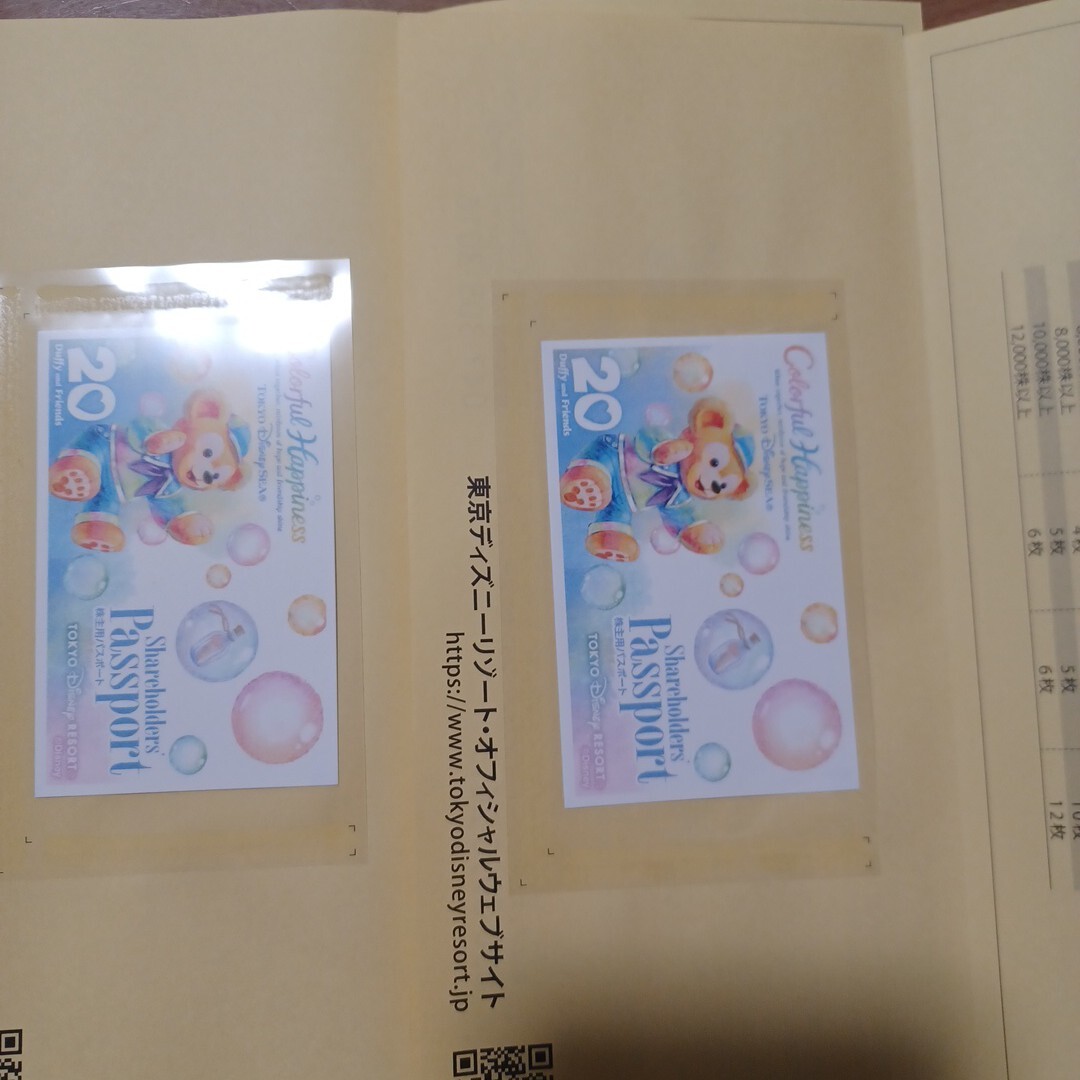 Colorful Happiness
TOKYO DisneySEA®
20
Duffy and Friends
Shareholders'
Passport
株主用パスポート
TOKYO Disney RESORT
©Disney
Colorful Happiness
TOKYO DisneySEA®
20
Duffy and Friends
Shareholders'
Passport
株主用パスポート
TOKYO Disney RESORT
©Disney
東京ディズニーリゾート・オフィシャルウェブサイト
https://www.tokyodisneyresort.jp
8,000株以上 5枚 5枚
10,000株以上 5枚
12,000株以上 6枚 6枚 12枚